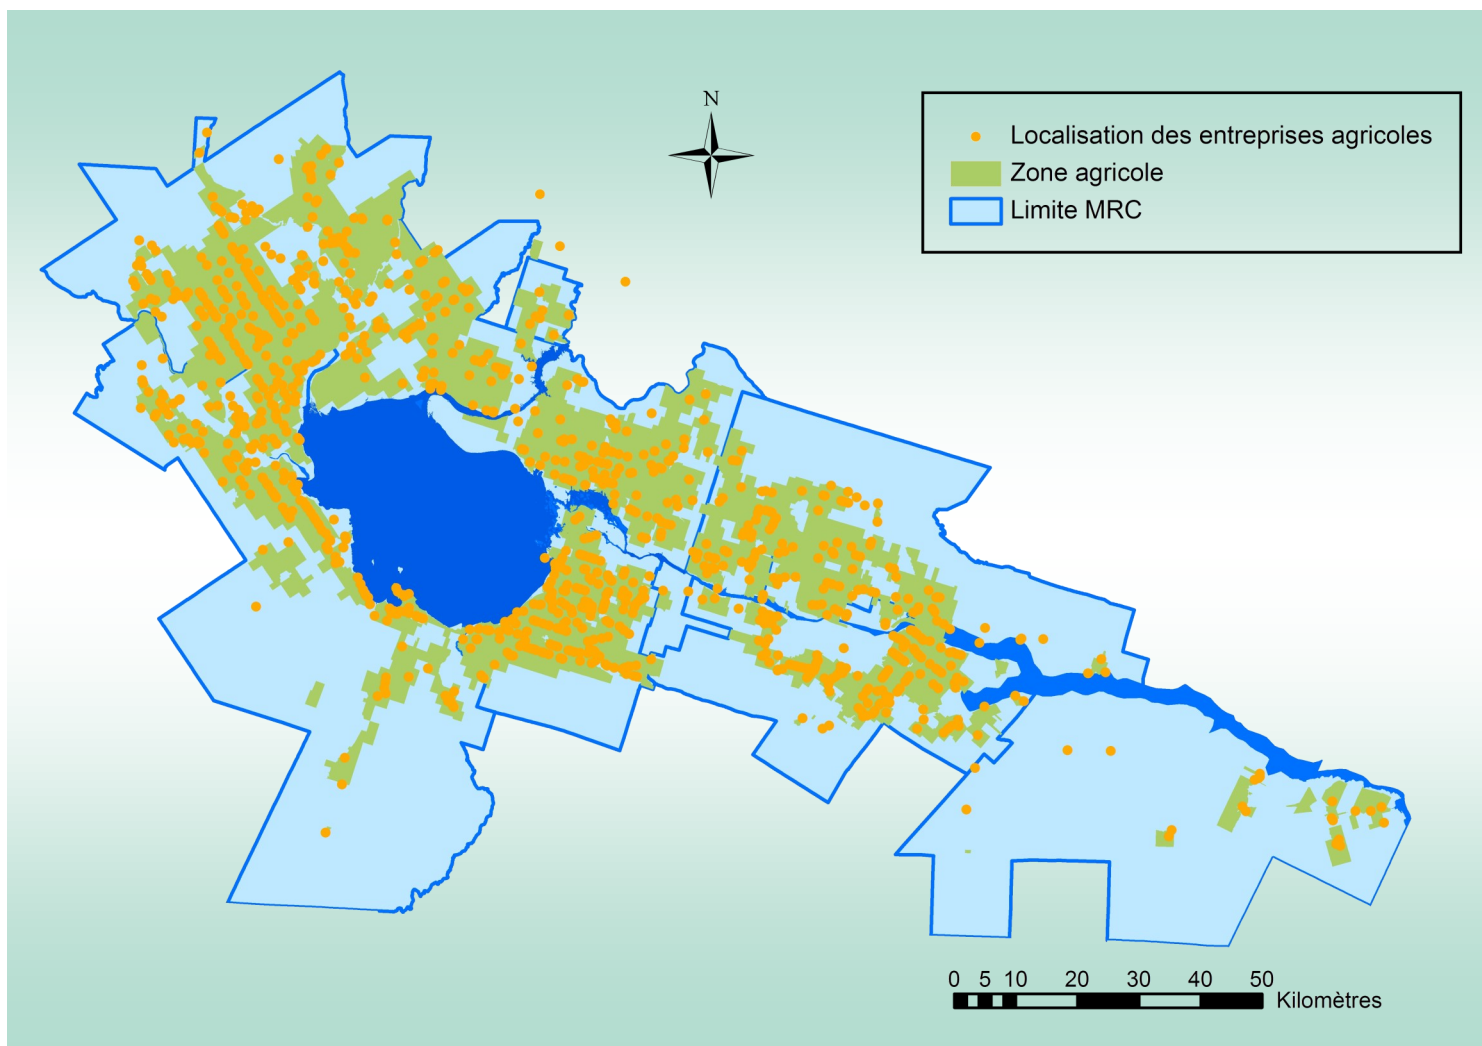 N
Localisation des entreprises agricoles
Zone agricole
Limite MRC
0 5 10 20 30 40 50
Kilomètres